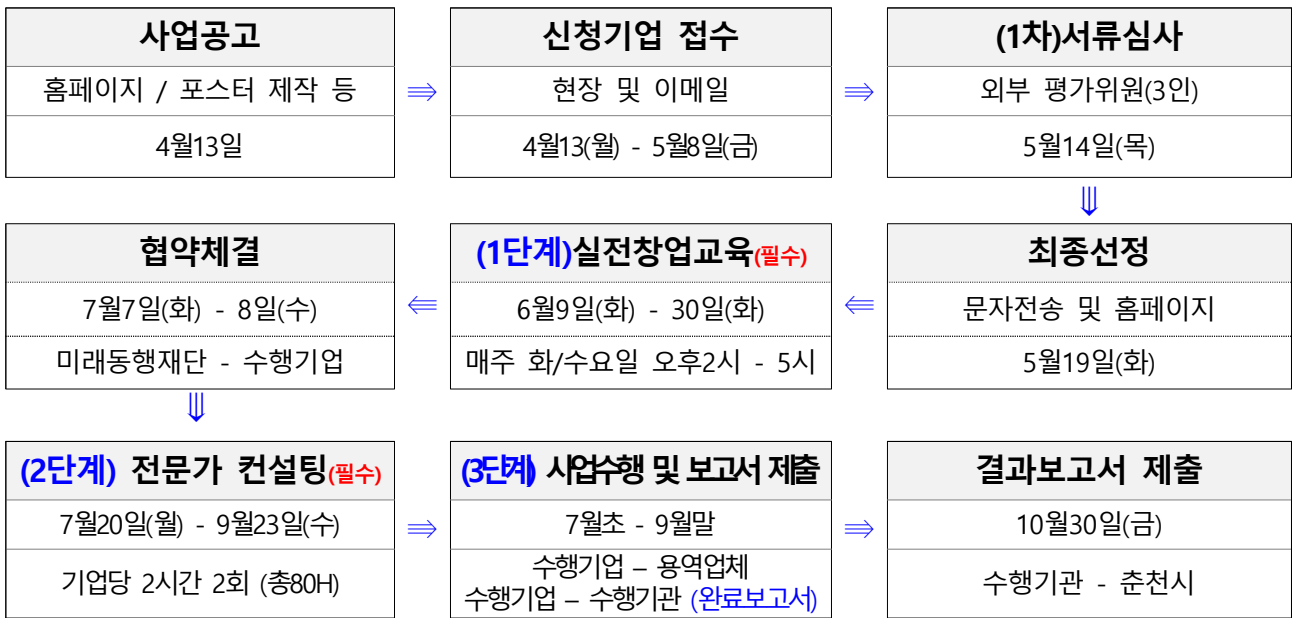 사업공고
홈페이지 / 포스터 제작 등
4월13일
⇒
신청기업 접수
현장 및 이메일
4월13(월) - 5월8일(금)
⇒
(1차)서류심사
외부 평가위원(3인)
5월14일(목)
⇓
최종선정
문자전송 및 홈페이지
5월19일(화)
⇐
(1단계)실전창업교육(필수)
6월9일(화) - 30일(화)
매주 화/수요일 오후2시 - 5시
⇐
협약체결
7월7일(화) - 8일(수)
미래동행재단 - 수행기업
⇓
(2단계) 전문가 컨설팅(필수)
7월20일(월) - 9월23일(수)
기업당 2시간 2회 (총80H)
⇒
(3단계) 사업수행 및 보고서 제출
7월초 - 9월말
수행기업 – 용역업체
수행기업 – 수행기관 (완료보고서)
⇒
결과보고서 제출
10월30일(금)
수행기관 - 춘천시